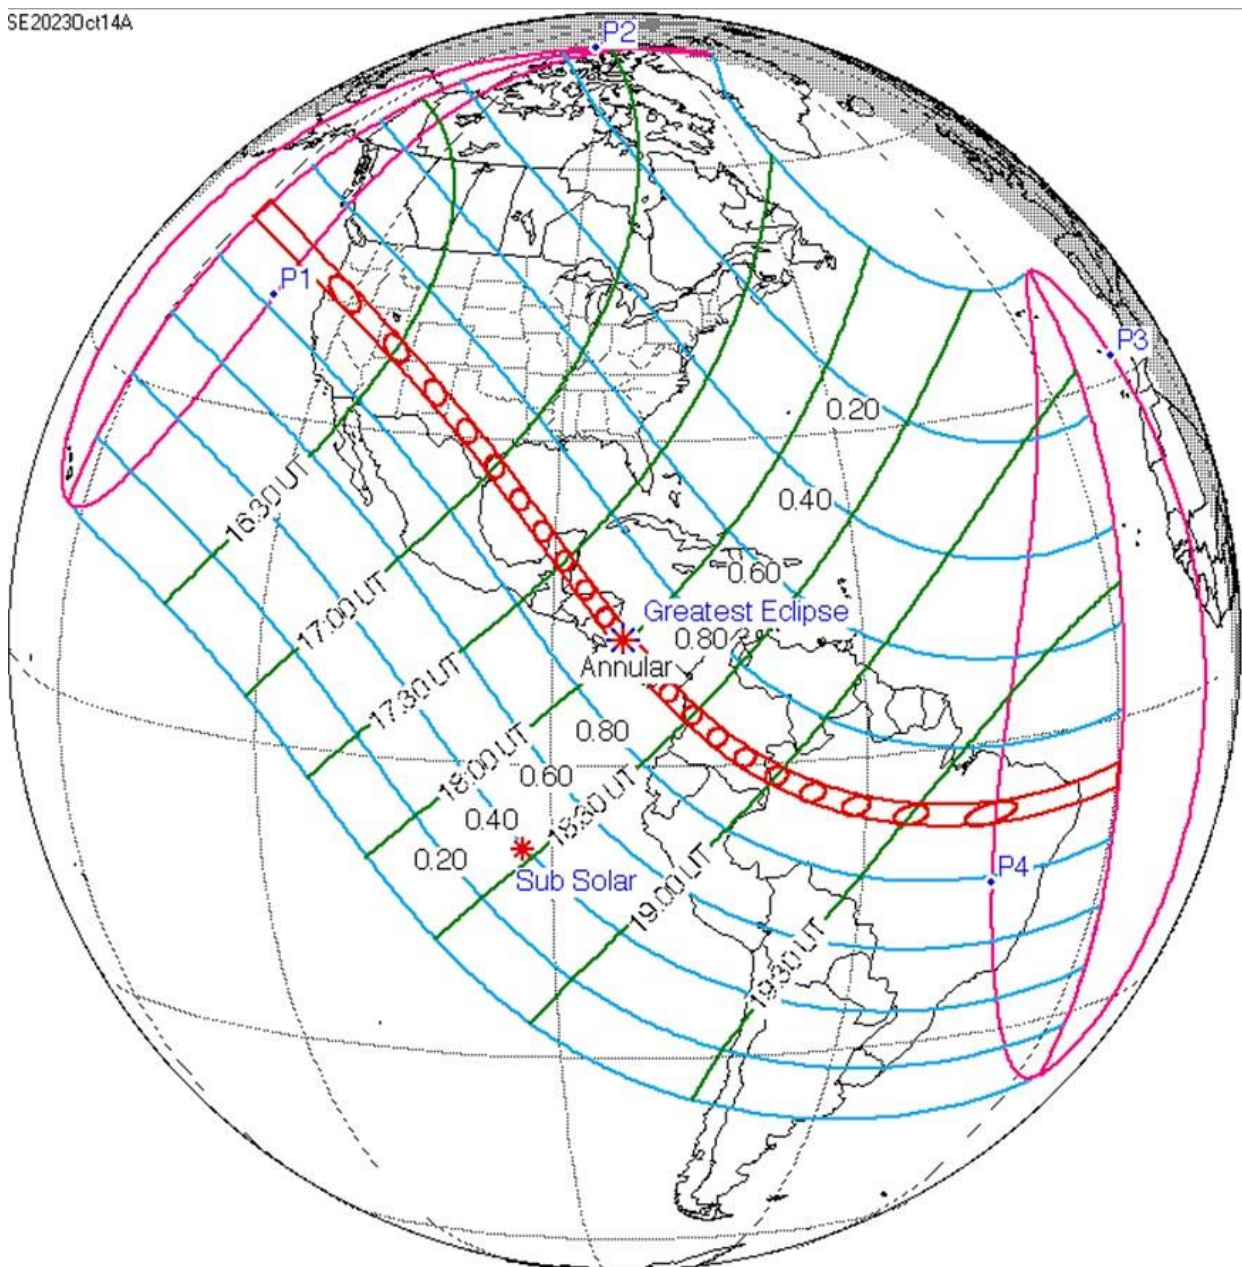 SE2023Oct14A
P2
P1
P3
0.20
0.40
16:30 UT
0.60
17:00 UT
Greatest Eclipse
0.80
Annular
17:30 UT
0.80
18:00 UT
0.60
18:30 UT
0.40
0.20
Sub Solar
P4
19:00 UT
19:30 UT